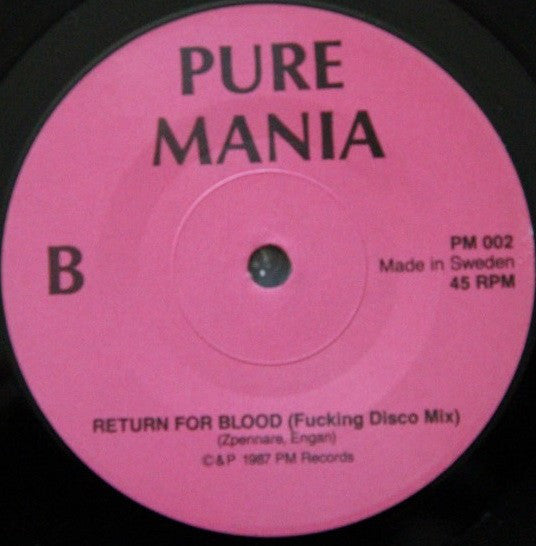 PURE
MANIA
B
PM 002
Made in Sweden
45 RPM
RETURN FOR BLOOD (Fucking Disco Mix)
(Zpennare, Engan)
C & P 1987 PM Records